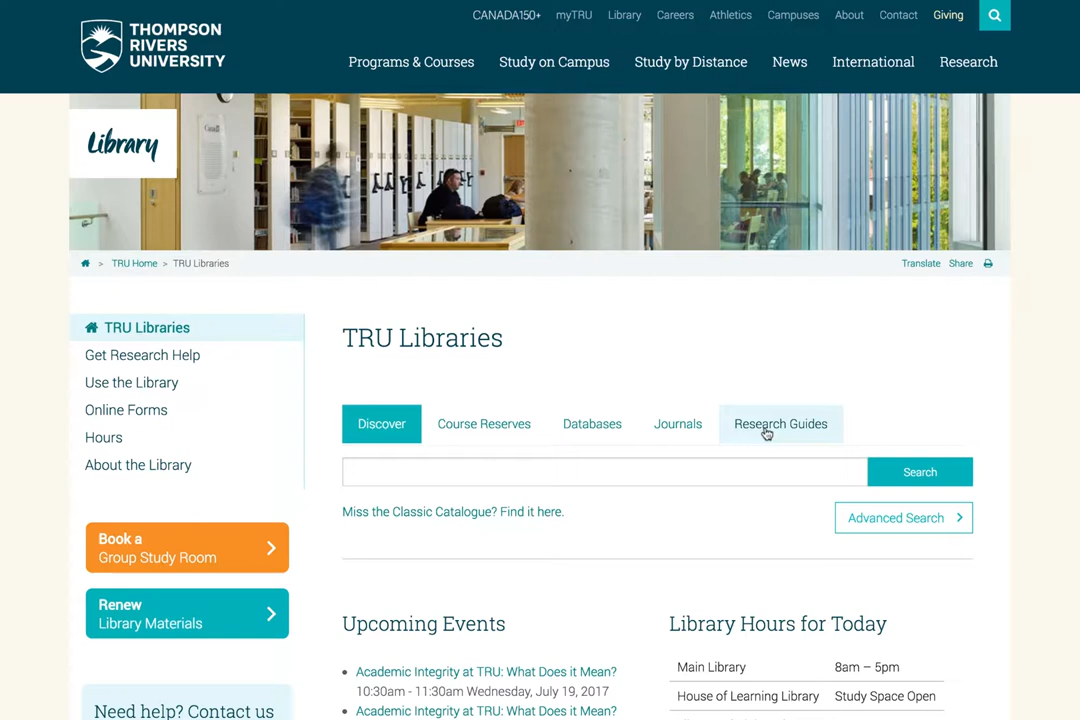 THOMPSON
RIVERS
UNIVERSITY
CANADA150+ myTRU Library Careers Athletics Campuses About Contact Giving
Programs & Courses Study on Campus Study by Distance News International Research
Library
TRU Home > TRU Libraries
Translate Share
TRU Libraries
Get Research Help
Use the Library
Online Forms
Hours
About the Library
Book a
Group Study Room
Renew
Library Materials
Need help? Contact us
TRU Libraries
Discover Course Reserves Databases Journals Research Guides
Search
Miss the Classic Catalogue? Find it here.
Advanced Search >
Upcoming Events
• Academic Integrity at TRU: What Does it Mean?
10:30am - 11:30am Wednesday, July 19, 2017
• Academic Integrity at TRU: What Does it Mean?
Library Hours for Today
Main Library 8am – 5pm
House of Learning Library Study Space Open